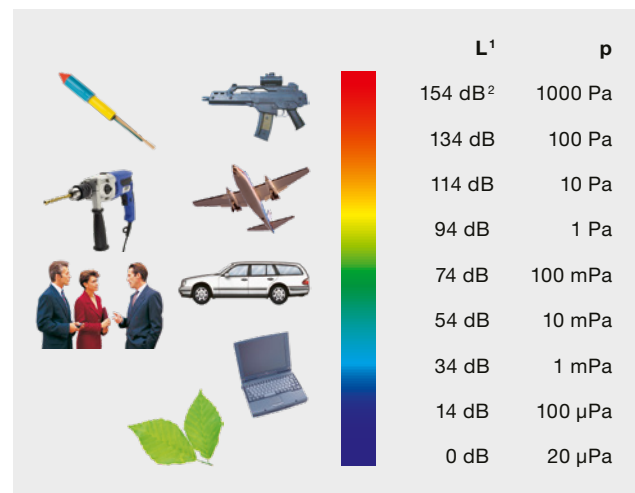 L¹ p
154 dB² 1000 Pa
134 dB 100 Pa
114 dB 10 Pa
94 dB 1 Pa
74 dB 100 mPa
54 dB 10 mPa
34 dB 1 mPa
14 dB 100 µPa
0 dB 20 µPa